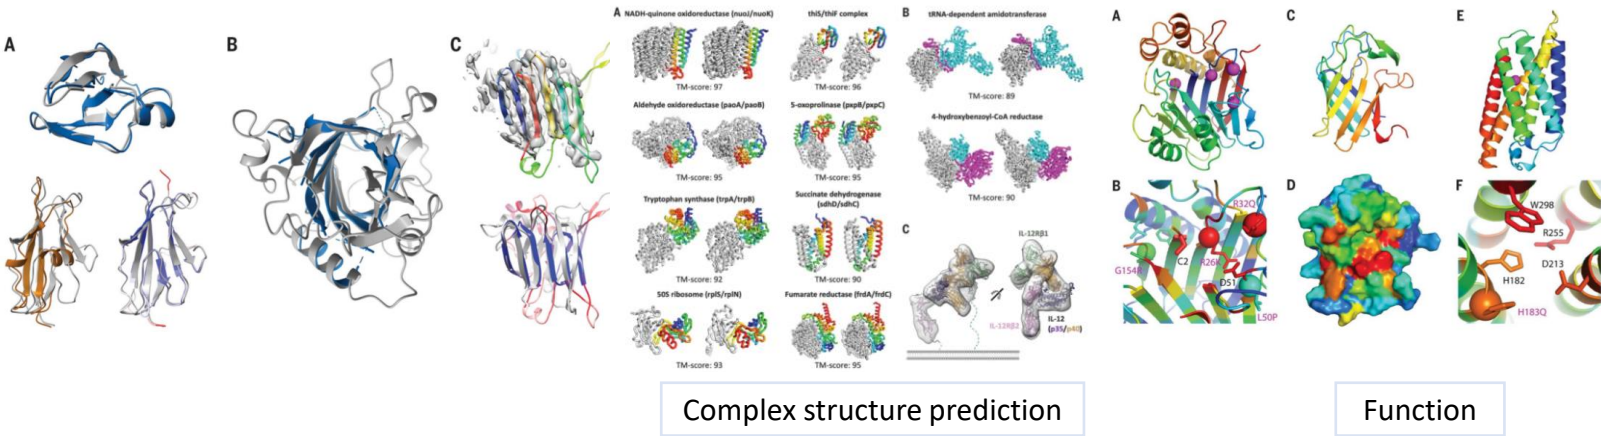 A
B
C
A
NADH-quinone oxidoreductase (nuoJ/nuoK)
TM-score: 97
thiS/thiF complex
TM-score: 96
Aldehyde oxidoreductase (paoA/paoB)
TM-score: 95
5-oxoprolinase (pxpB/pxpC)
TM-score: 95
Tryptophan synthase (trpA/trpB)
TM-score: 92
Succinate dehydrogenase
(sdhD/sdhC)
TM-score: 90
50S ribosome (rplS/rplN)
TM-score: 93
Fumarate reductase (frdA/frdC)
TM-score: 95
B
tRNA-dependent amidotransferase
TM-score: 89
4-hydroxybenzoyl-CoA reductase
TM-score: 90
C
IL-12Rβ1
IL-12Rβ2
IL-12
(p35/p40)
Complex structure prediction
A
C
E
B
R32Q
G154R
C2
R26K
D51
L50P
D
F
W298
R255
D213
H182
H183Q
Function